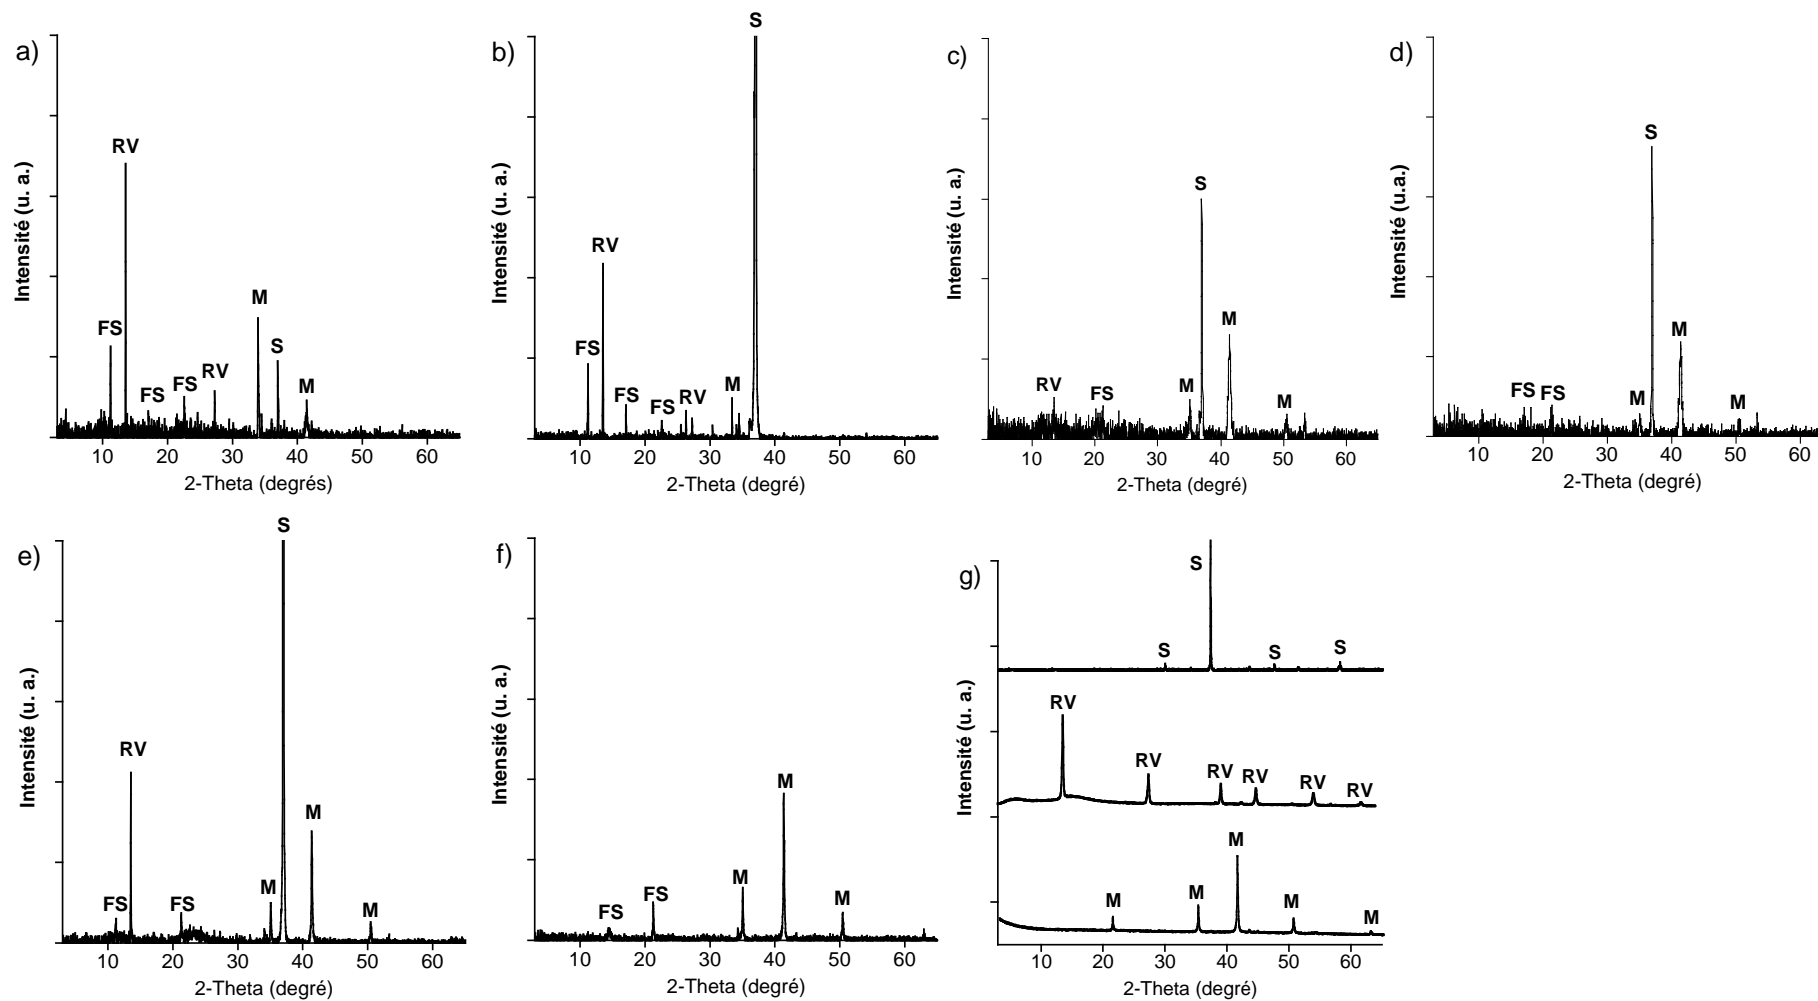 a)
RV
FS
FS
FS
RV
M
S
M
Intensité (u. a.)
10 20 30 40 50 60
2-Theta (degrés)
b)
S
RV
FS
FS
FS
RV
M
Intensité (u. a.)
10 20 30 40 50 60
2-Theta (degré)
c)
S
M
RV
FS
M
M
Intensité (u. a.)
10 20 30 40 50 60
2-Theta (degré)
d)
S
M
FS
FS
M
M
Intensité (u.a.)
10 20 30 40 50 60
2-Theta (degré)
e)
S
RV
M
FS
FS
M
M
Intensité (u. a.)
10 20 30 40 50 60
2-Theta (degré)
f)
M
FS
FS
M
M
Intensité (u. a.)
10 20 30 40 50 60
2-Theta (degré)
g)
S
S
S
S
RV
RV
RV
RV
RV
RV
M
M
M
M
M
Intensité (u. a.)
10 20 30 40 50 60
2-Theta (degré)